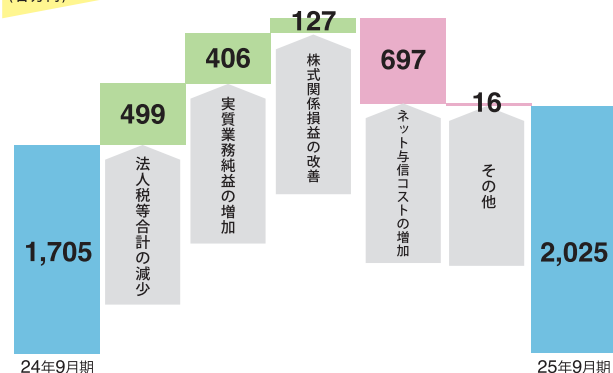 127
406
697
499
16
株式関係損益の改善
実質業務純益の増加
ネット与信コストの増加
法人税等合計の減少
その他
1,705
2,025
24年9月期
25年9月期